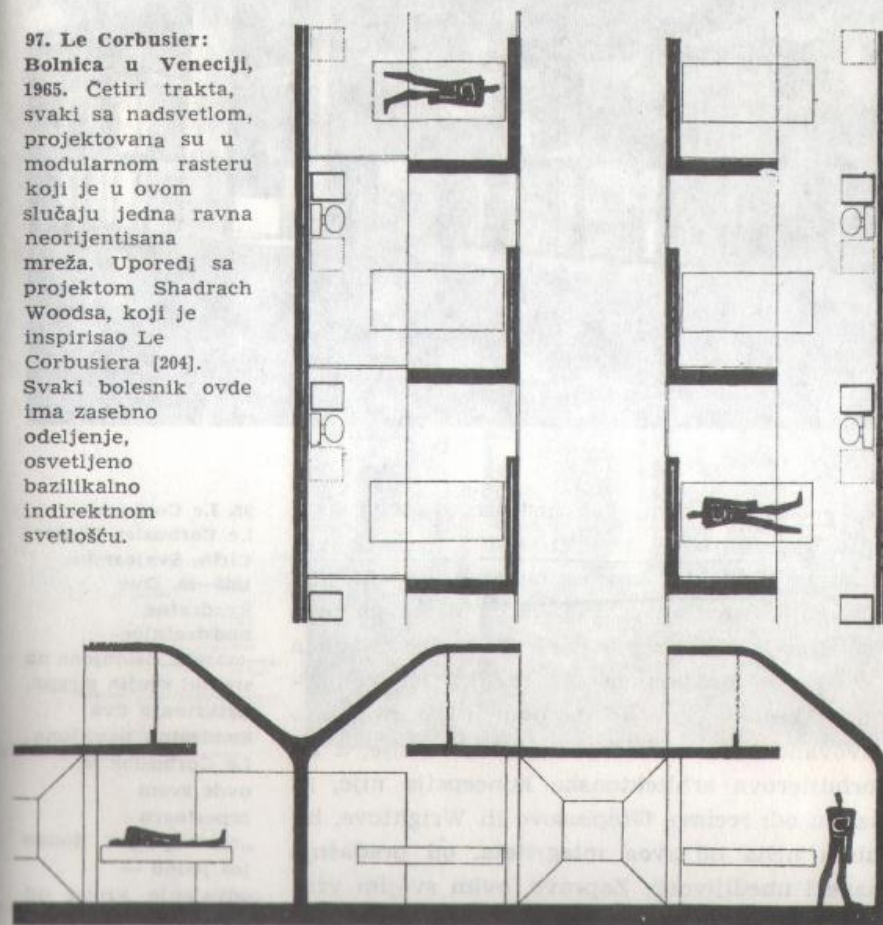 97. Le Corbusier:
Bolnica u Veneciji,
1965. Četiri trakta,
svaki sa nadsvetlom,
projektovana su u
modularnom rasteru
koji je u ovom
slučaju jedna ravna
neorijentisana
mreža. Uporedi sa
projektom Shadrach
Woodsa, koji je
inspirisao Le
Corbusiera [204].
Svaki bolesnik ovde
ima zasebno
odeljenje,
osvetljeno
bazilikalno
indirektnom
svetlošću.